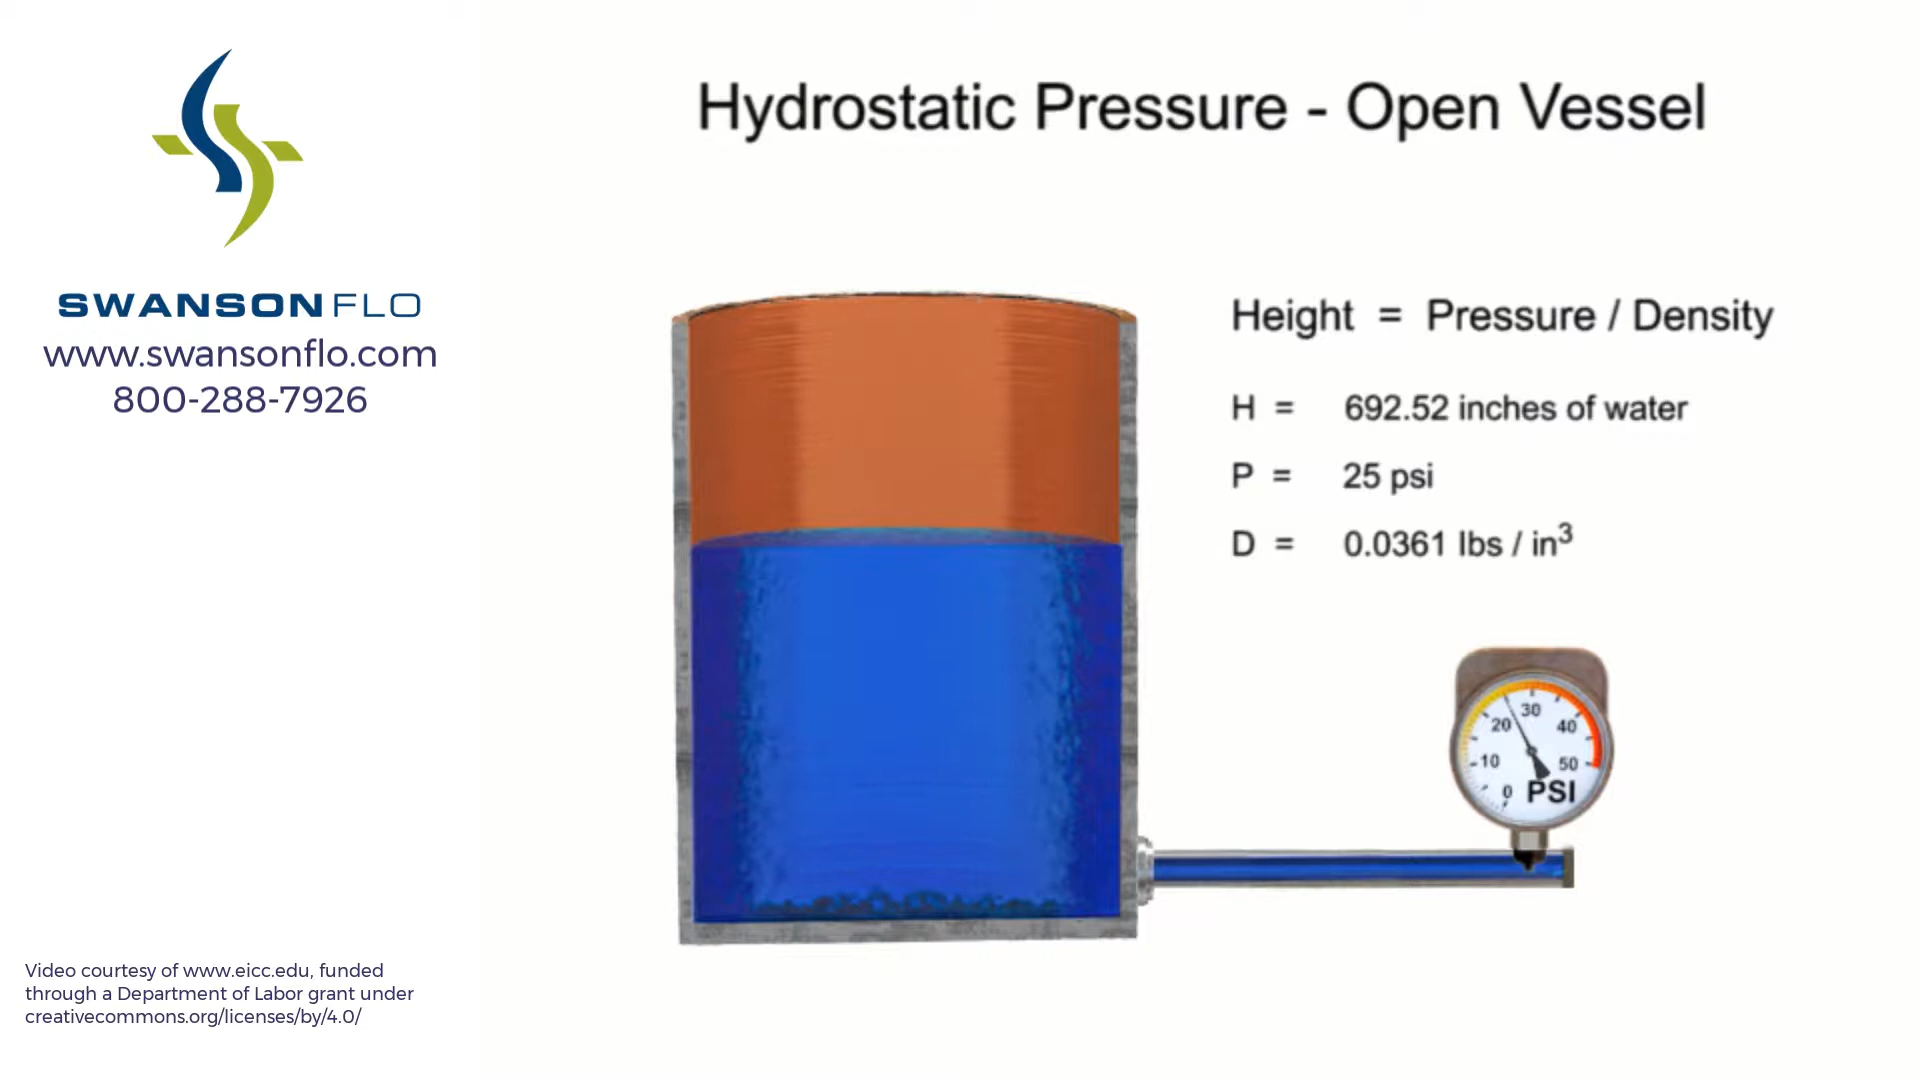 SWANSONFLO
www.swansonflo.com
800-288-7926
Hydrostatic Pressure - Open Vessel
Height = Pressure / Density
H = 692.52 inches of water
P = 25 psi
D = 0.0361 lbs / in³
0
10
20
30
40
50
PSI
Video courtesy of www.eicc.edu, funded
through a Department of Labor grant under
creativecommons.org/licenses/by/4.0/